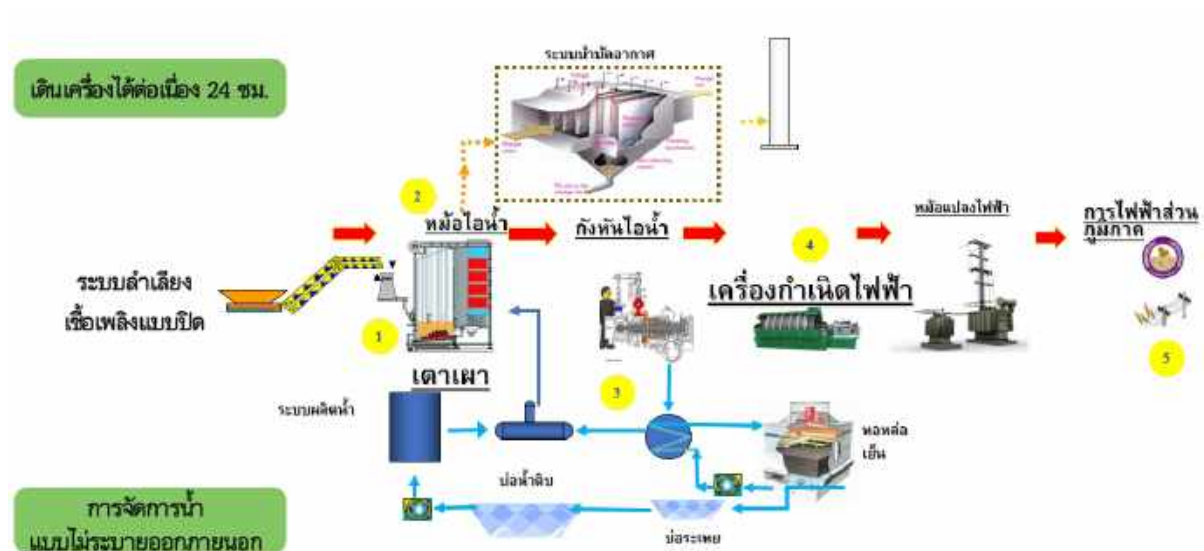 ระบบบำบัดอากาศ
เดินเครื่องได้ต่อเนื่อง 24 ชม.
2
หม้อไอน้ำ
กังหันไอน้ำ
4
เครื่องกำเนิดไฟฟ้า
หม้อแปลงไฟฟ้า
การไฟฟ้าส่วน
ภูมิภาค
ระบบลำเลียง
เชื้อเพลิงแบบปิด
1
เตาเผา
3
5
ระบบผลิตน้ำ
หอหล่อ
เย็น
บ่อน้ำดิบ
บ่อระเหย
การจัดการน้ำ
แบบไม่ระบายออกภายนอก